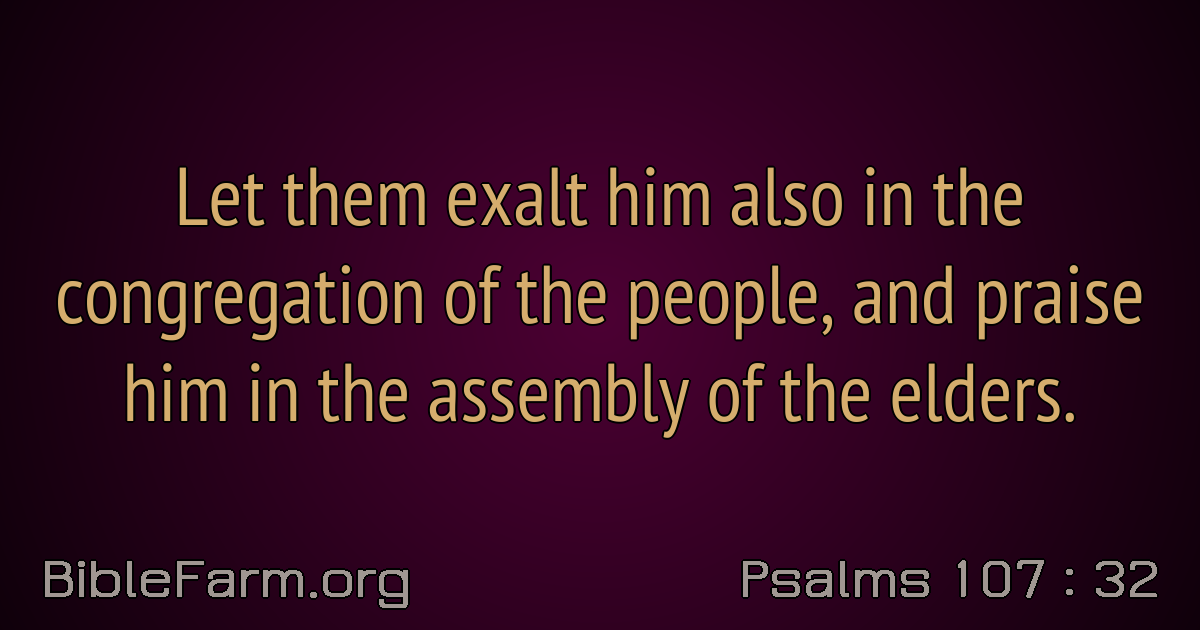 Let them exalt him also in the
congregation of the people, and praise
him in the assembly of the elders.
BibleFarm.org
Psalms 107 : 32